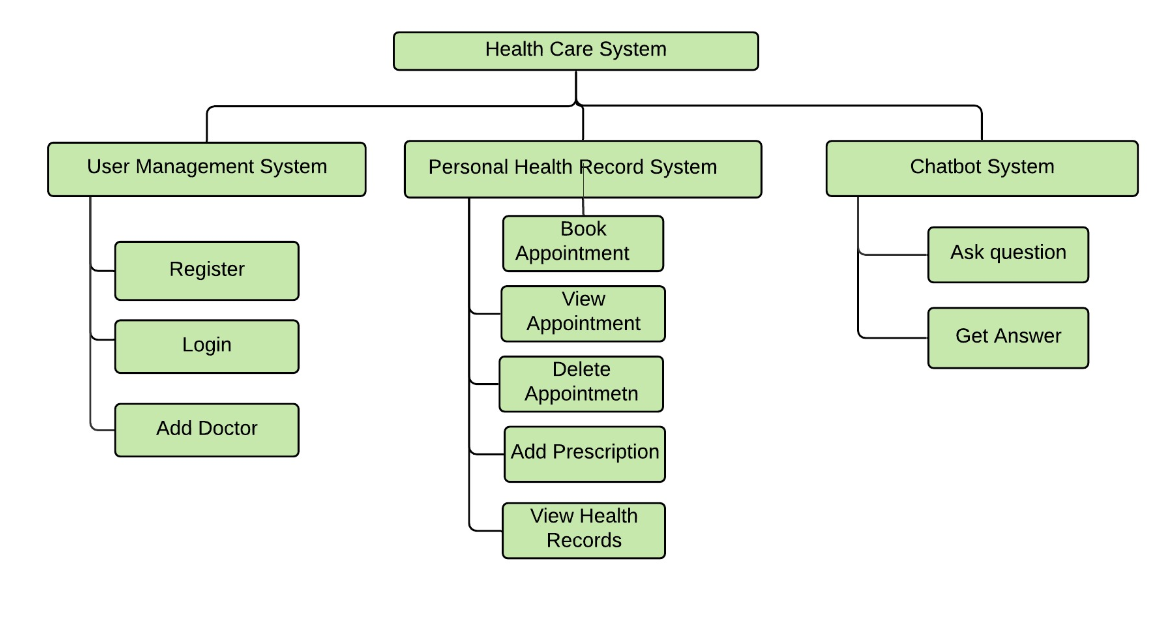 Health Care System
User Management System
Personal Health Record System
Chatbot System
Register
Login
Add Doctor
Book
Appointment
View
Appointment
Delete
Appointmetn
Add Prescription
View Health
Records
Ask question
Get Answer